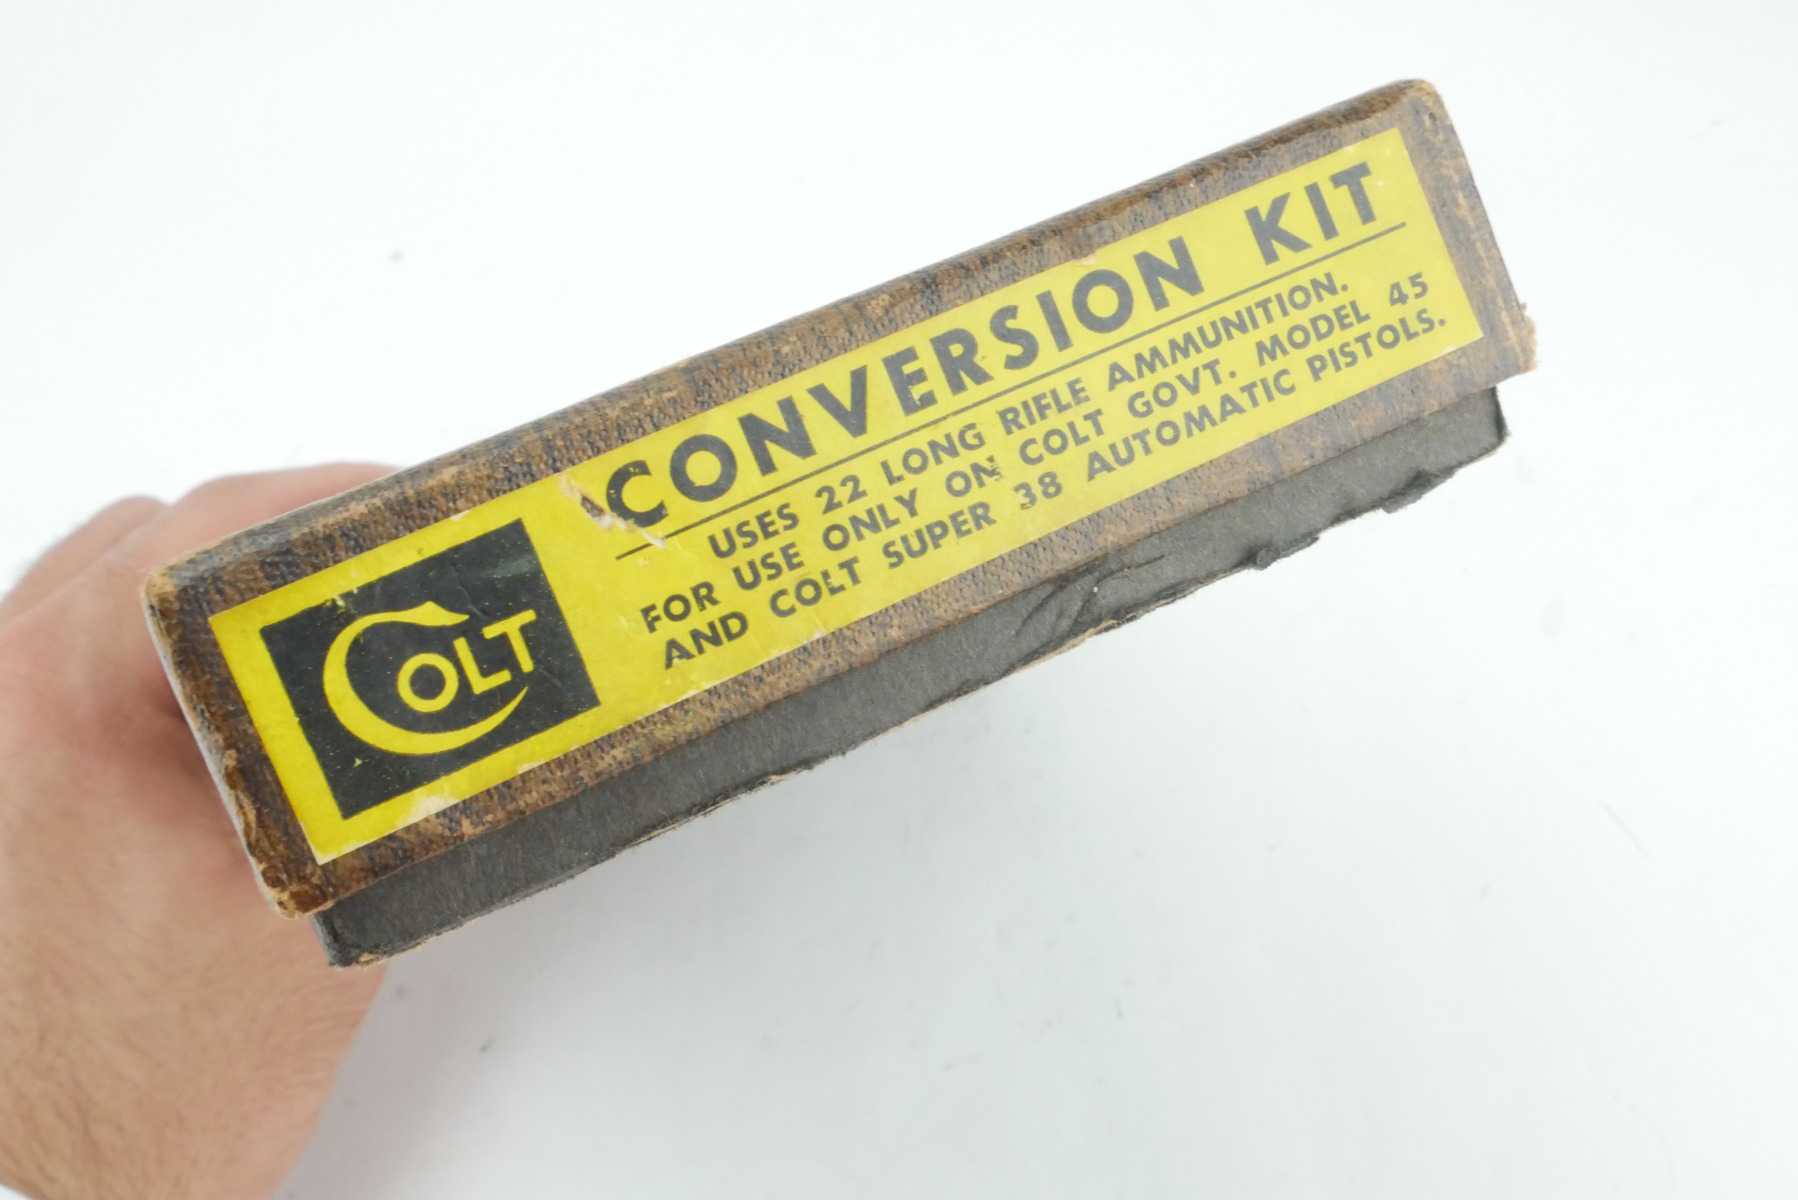 COLT
CONVERSION KIT
USES 22 LONG RIFLE AMMUNITION.
FOR USE ONLY ON COLT GOVT. MODEL 45
AND COLT SUPER 38 AUTOMATIC PISTOLS.